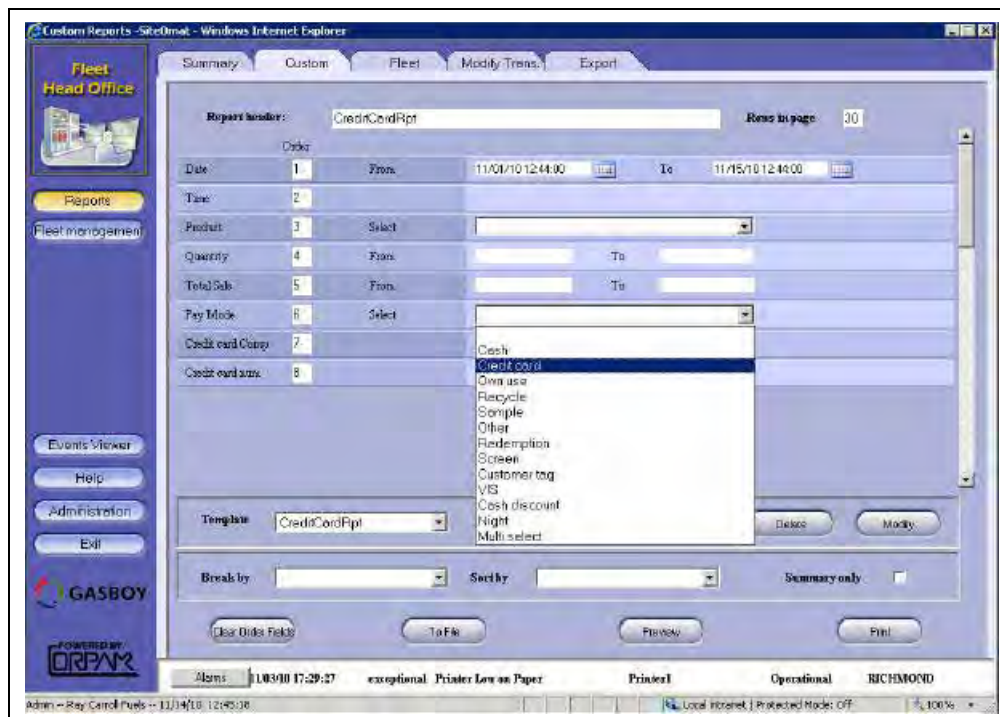 Custom Reports -SiteOmat - Windows Internet Explorer
Fleet
Head Office
Summary Custom Fleet Modify Trans. Export
Report header: CreditCardRpt Rows in page 30
Order
Date 1 From 11/01/10 12:44:00 To 11/15/10 12:44:00
Reports
Time 2
Fleet management
Product 3 Select
Quantity 4 From To
Total Sale 5 From To
Pay Mode 6 Select
Credit card Comp 7
Cash
Credit card num. 8
Credit card
Own use
Recycle
Sample
Other
Redemption
Screen
Customer tag
VIS
Cash discount
Night
Multi select
Events Viewer
Help
Administration
Exit
Template CreditCardRpt Delete Modify
Break by Sort by Summary only
GASBOY
Clear Order Fields To File Preview Print
POWERED BY
ORPAK
Alarms 11/03/10 17:29:27 exceptional Printer Low on Paper Printer1 Operational RICHMOND
Admin -- Ray Carroll Fuels -- 11/14/10 12:45:38 Local intranet | Protected Mode: Off 100%